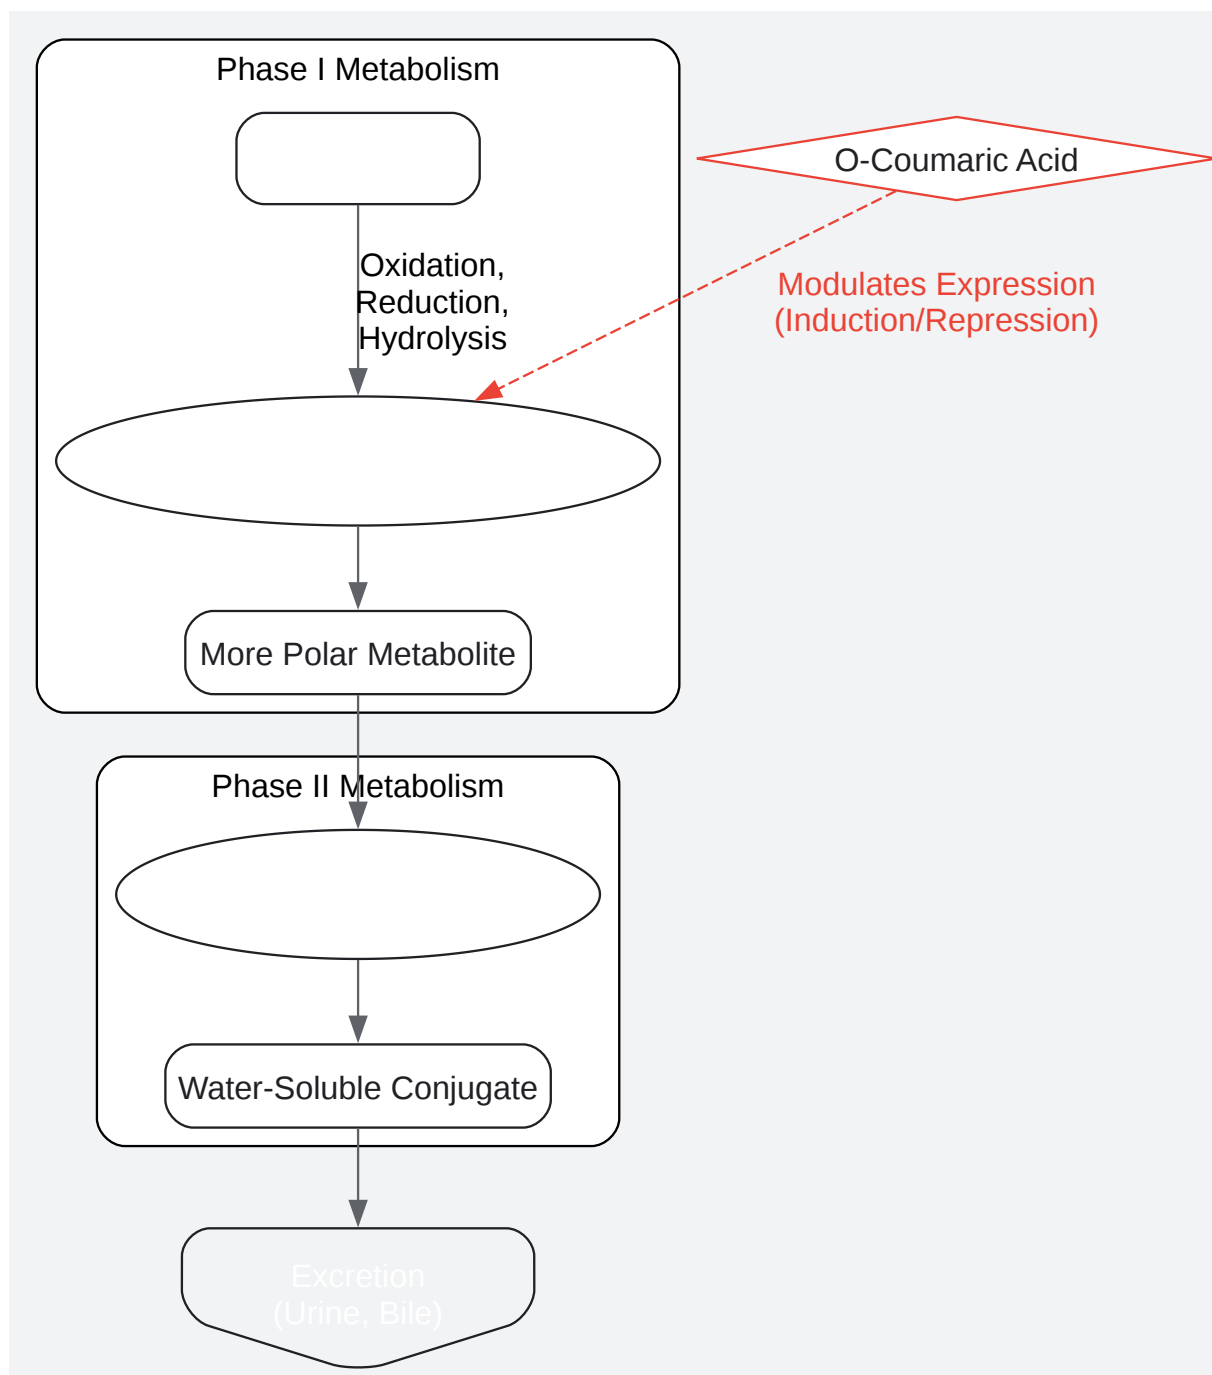 Phase I Metabolism
O-Coumaric Acid
Oxidation,
Reduction,
Hydrolysis
Modulates Expression
(Induction/Repression)
More Polar Metabolite
Phase II Metabolism
Water-Soluble Conjugate
Excretion
(Urine, Bile)